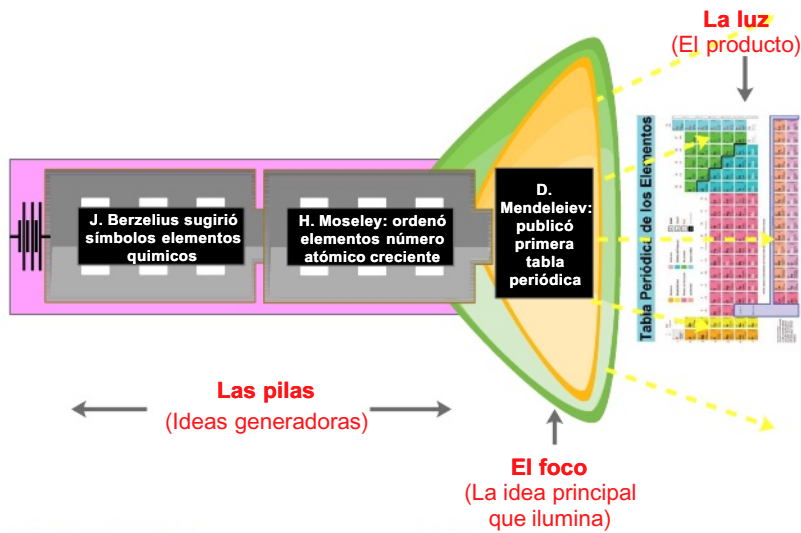 La luz
(El producto)
J. Berzelius sugirió
símbolos elementos
quimicos
H. Moseley: ordenó
elementos número
atómico creciente
D.
Mendeleiev:
publicó
primera
tabla
periódica
Tabla Periódica de los Elementos
Las pilas
(Ideas generadoras)
El foco
(La idea principal
que ilumina)